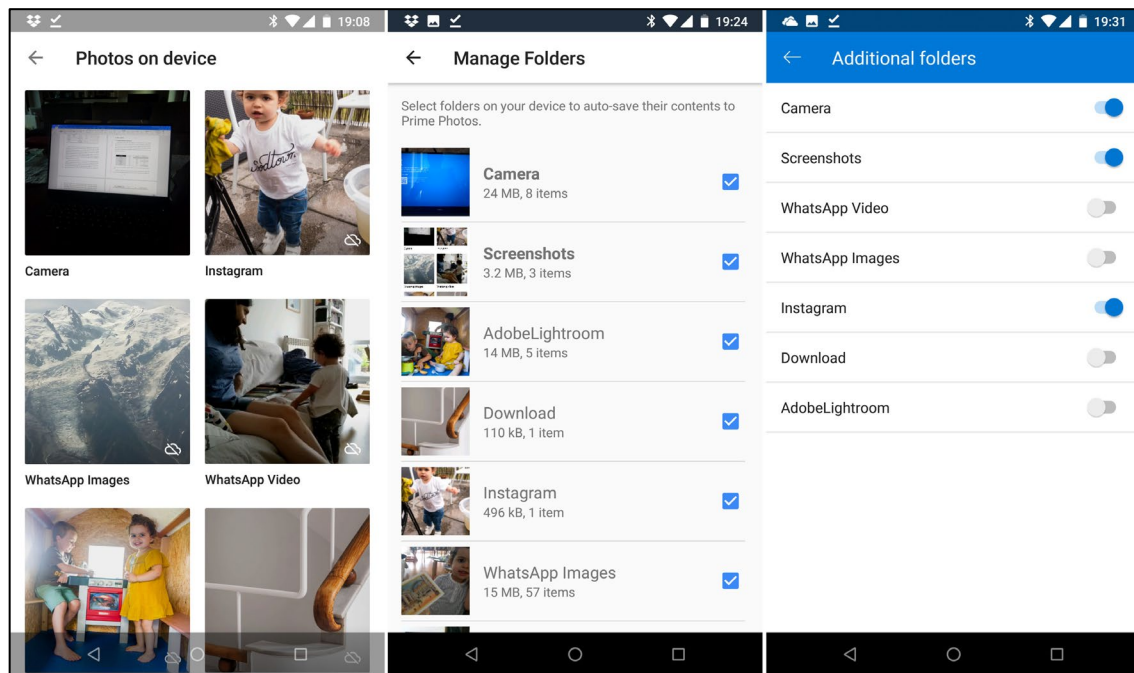 19:08
Photos on device
Camera
Instagram
WhatsApp Images
WhatsApp Video
19:24
Manage Folders
Select folders on your device to auto-save their contents to
Prime Photos.
Camera
24 MB, 8 items
Screenshots
3.2 MB, 3 items
AdobeLightroom
14 MB, 5 items
Download
110 kB, 1 item
Instagram
496 kB, 1 item
WhatsApp Images
15 MB, 57 items
19:31
Additional folders
Camera
Screenshots
WhatsApp Video
WhatsApp Images
Instagram
Download
AdobeLightroom